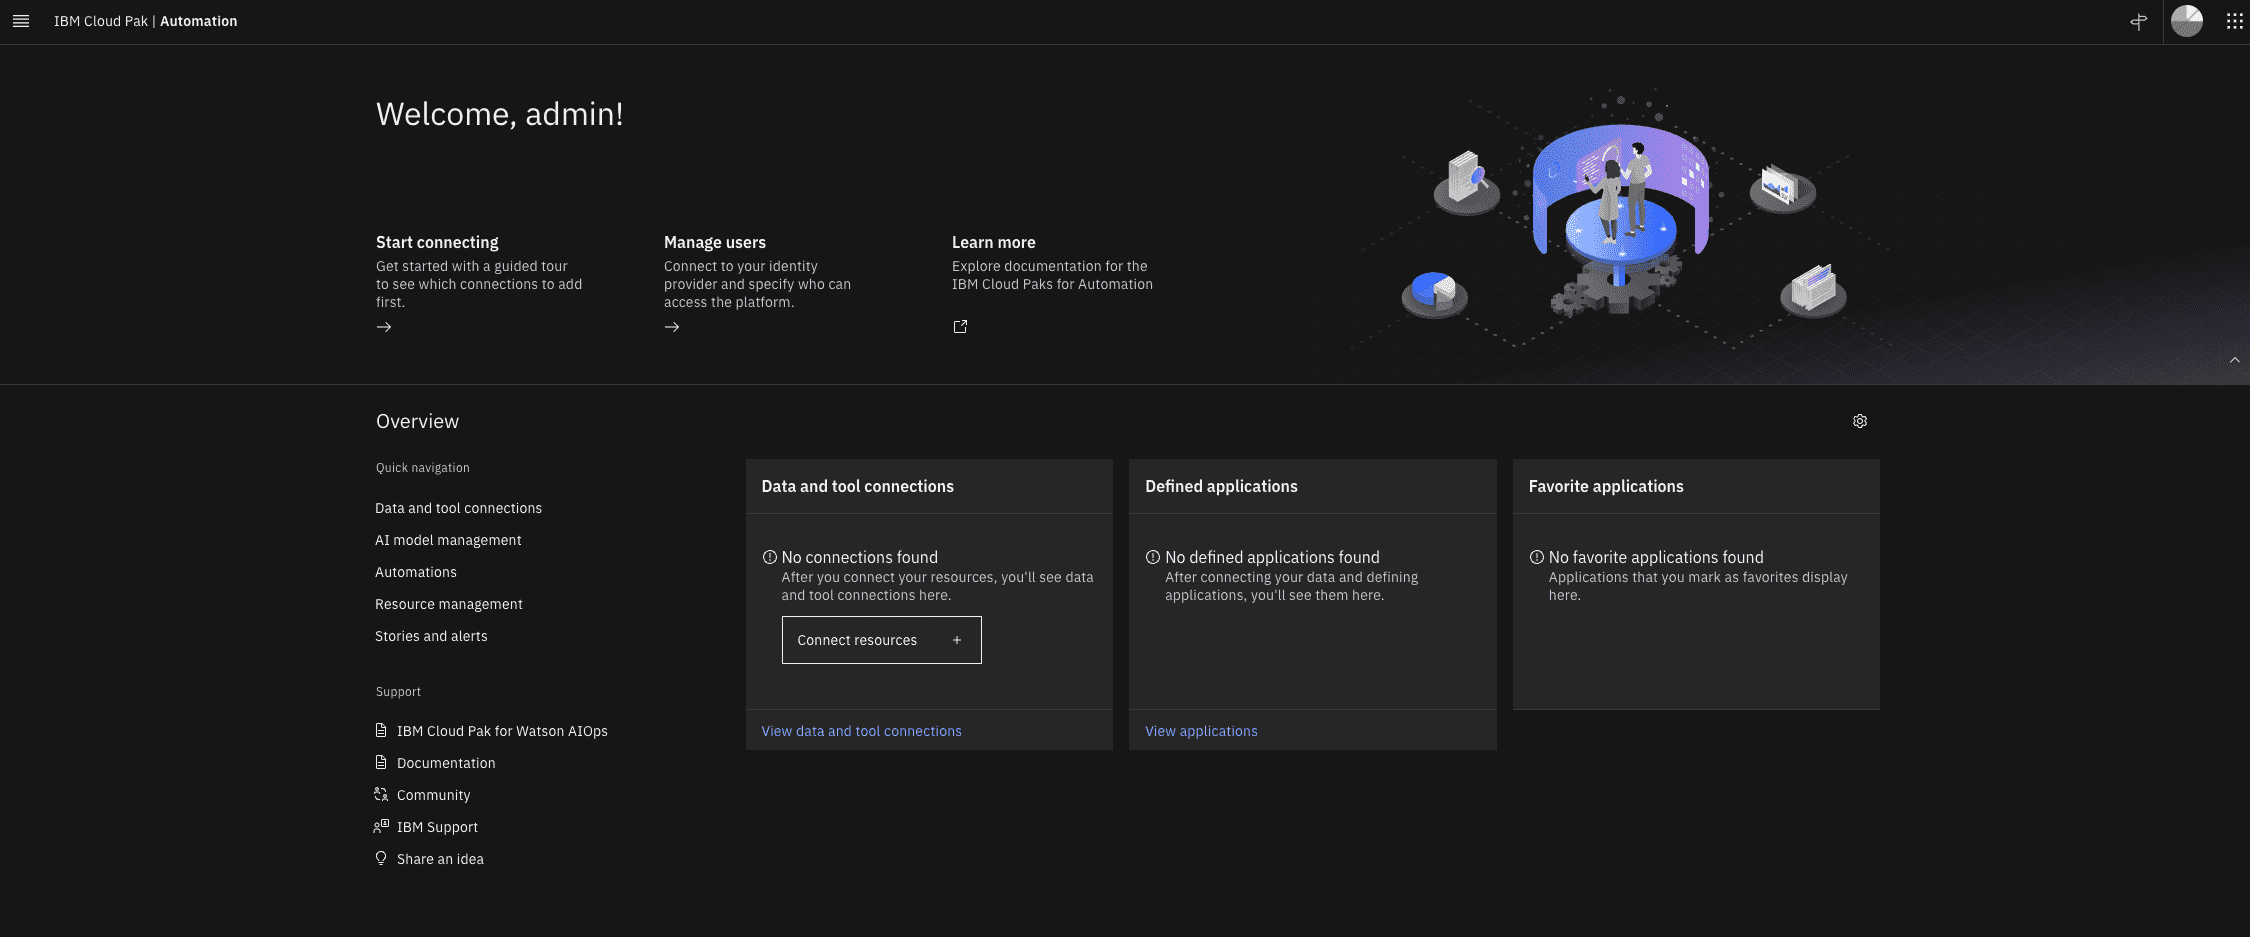 IBM Cloud Pak | Automation
Welcome, admin!
Start connecting
Get started with a guided tour
to see which connections to add
first.
Manage users
Connect to your identity
provider and specify who can
access the platform.
Learn more
Explore documentation for the
IBM Cloud Paks for Automation
Overview
Quick navigation
Data and tool connections
AI model management
Automations
Resource management
Stories and alerts
Support
IBM Cloud Pak for Watson AIOps
Documentation
Community
IBM Support
Share an idea
Data and tool connections
No connections found
After you connect your resources, you'll see data
and tool connections here.
Connect resources +
View data and tool connections
Defined applications
No defined applications found
After connecting your data and defining
applications, you'll see them here.
View applications
Favorite applications
No favorite applications found
Applications that you mark as favorites display
here.